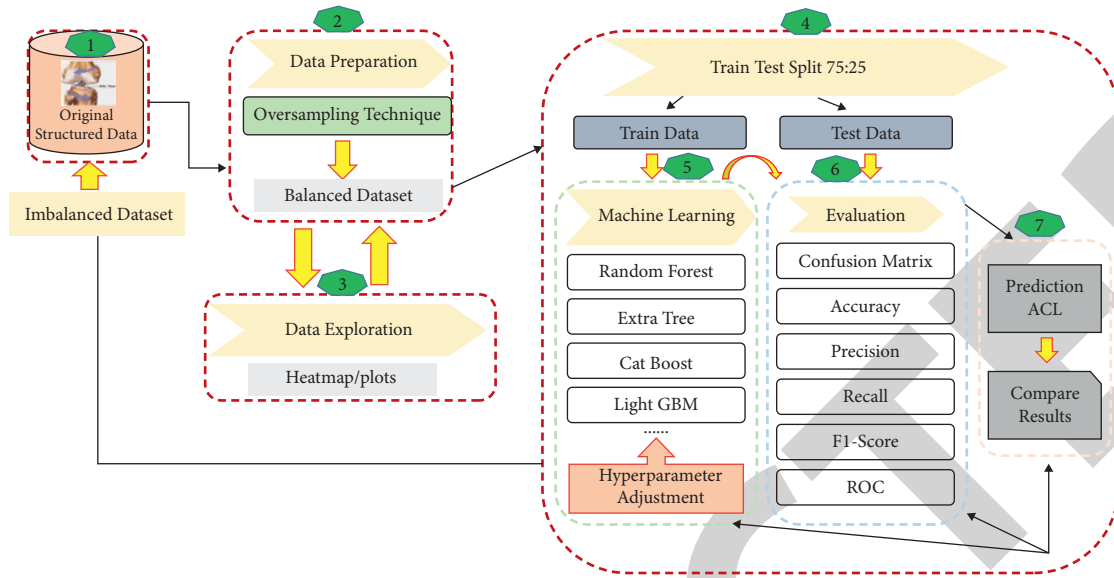 1
Original
Structured Data
Imbalanced Dataset
2
Data Preparation
Oversampling Technique
Balanced Dataset
3
Data Exploration
Heatmap/plots
4
Train Test Split 75:25
Train Data
Test Data
5
Machine Learning
Random Forest
Extra Tree
Cat Boost
Light GBM
......
Hyperparameter
Adjustment
6
Evaluation
Confusion Matrix
Accuracy
Precision
Recall
F1-Score
ROC
7
Prediction
ACL
Compare
Results